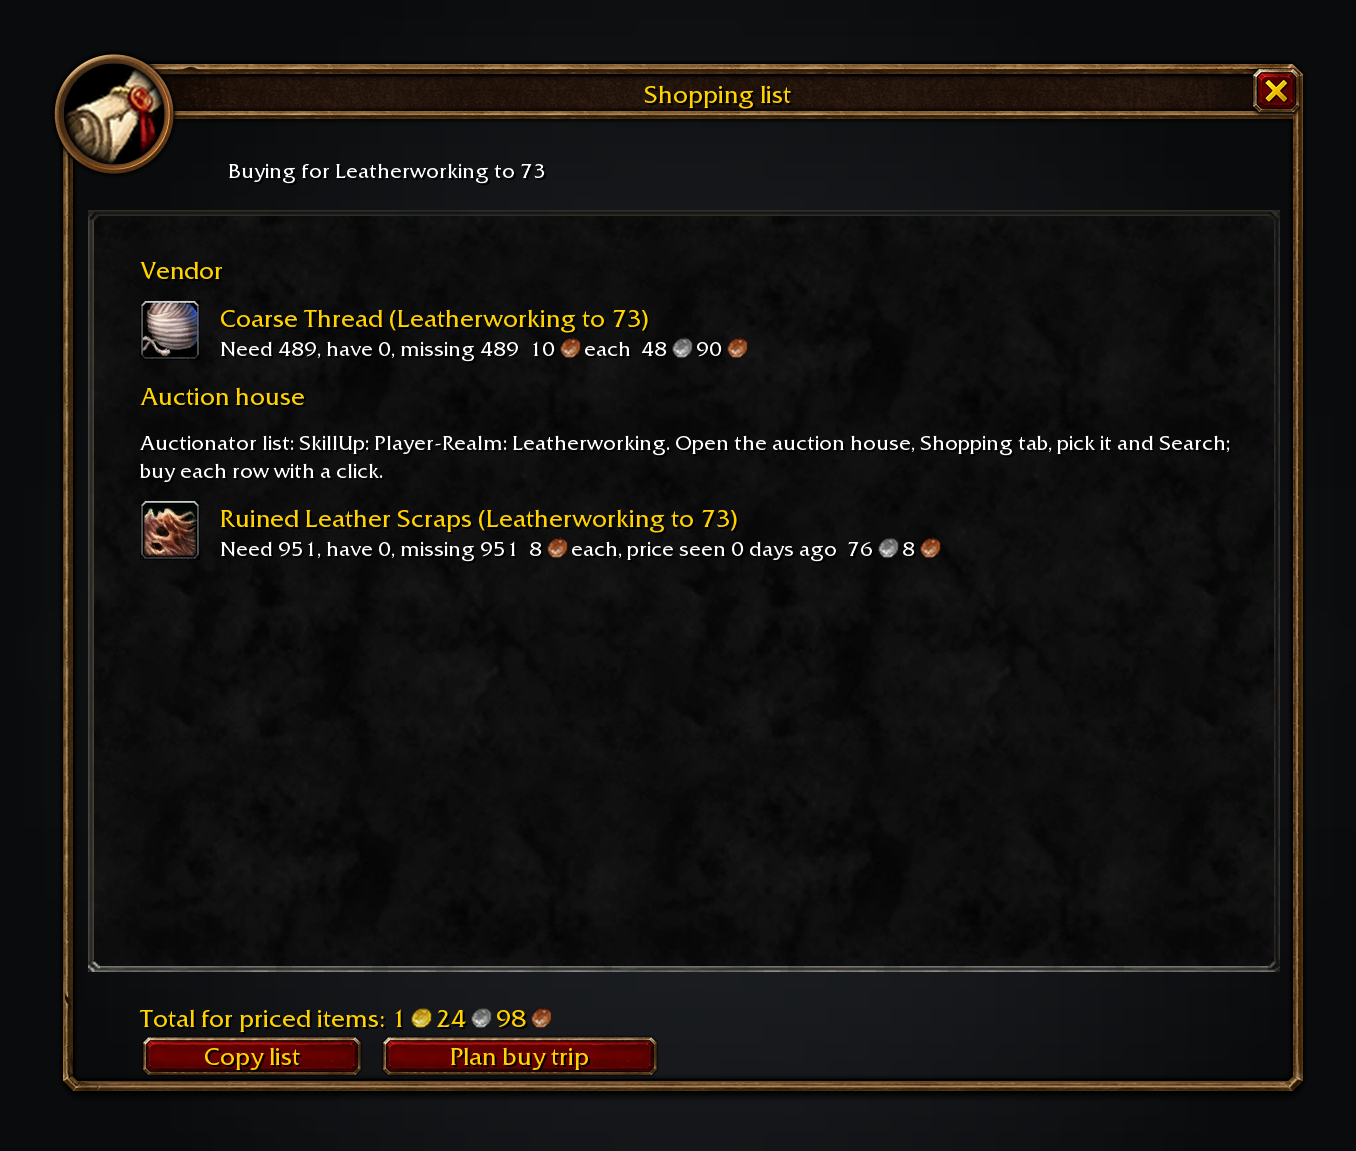 Shopping list
Buying for Leatherworking to 73
Vendor
Coarse Thread (Leatherworking to 73)
Need 489, have 0, missing 489 10 each 48 90
Auction house
Auctionator list: SkillUp: Player-Realm: Leatherworking. Open the auction house, Shopping tab, pick it and Search;
buy each row with a click.
Ruined Leather Scraps (Leatherworking to 73)
Need 951, have 0, missing 951 8 each, price seen 0 days ago 76 8
Total for priced items: 1 24 98
Copy list
Plan buy trip